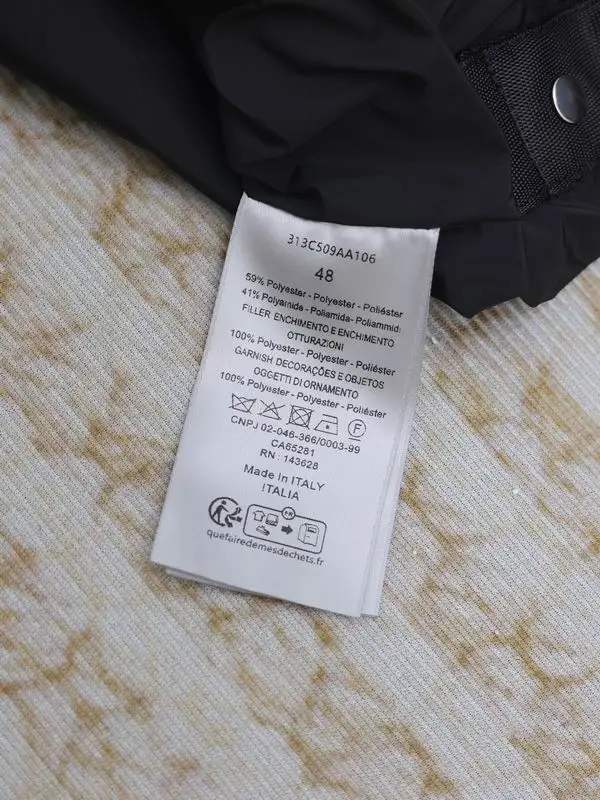 313C509AA106
48
59% Polyester - Polyester - Poliéster
41% Polyamide - Poliamida - Poliammidi
FILLER ENCHIMENTO E ENCHIMENTO
OTTURAZIONI
100% Polyester - Polyester - Poliéster
GARNISH DECORAÇÕES E OBJETOS
OGGETTI DI ORNAMENTO
100% Polyester - Polyester - Poliéster
F
CNPJ 02-046-366/0003-99
CA65281
RN : 143628
Made in ITALY
ITALIA
FR
quefairedemesdechets.fr